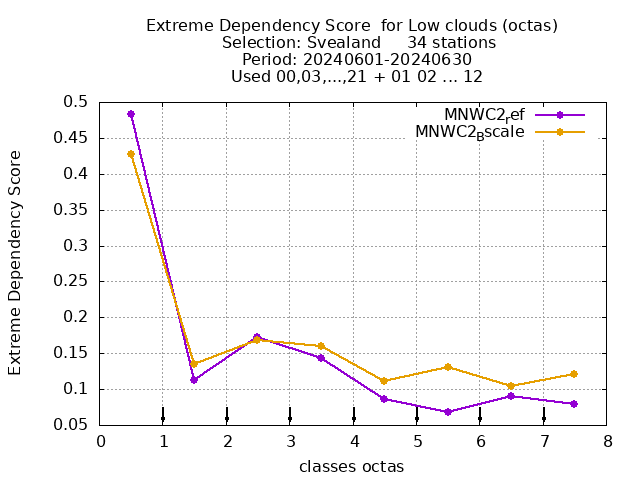 Extreme Dependency Score  for Low clouds (octas)
Selection: Svealand     34 stations
Period: 20240601-20240630
Used 00,03,...,21 + 01 02 ... 12
MNWC2ref
MNWC2Bscale
Extreme Dependency Score
0.5
0.45
0.4
0.35
0.3
0.25
0.2
0.15
0.1
0.05
0 1 2 3 4 5 6 7 8
classes octas